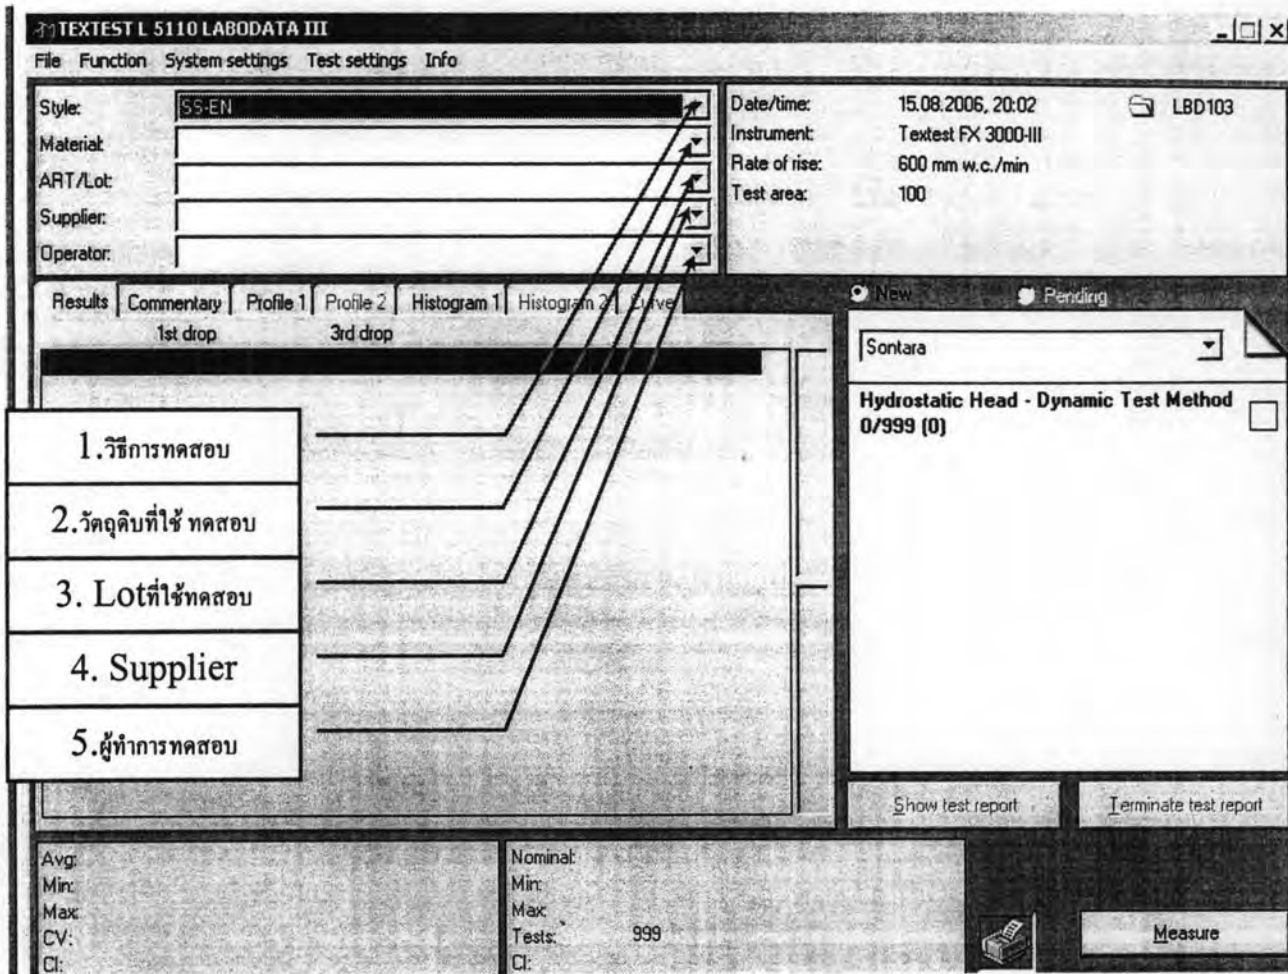 TEXTEST L 5110 LABODATA III
File Function System settings Test settings Info
Style: SS-EN
Material:
ART/Lot:
Supplier:
Operator:
Date/time: 15.08.2006, 20:02 LBD103
Instrument: Textest FX 3000-III
Rate of rise: 600 mm w.c./min
Test area: 100
Results Commentary Profile 1 Profile 2 Histogram 1 Histogram 2 Curve
1st drop 3rd drop
New Pending
Sontara
Hydrostatic Head - Dynamic Test Method
0/999 (0)
1.วิธีการทดสอบ
2.วัตถุดิบที่ใช้ ทดสอบ
3. Lotที่ใช้ทดสอบ
4. Supplier
5.ผู้ทำการทดสอบ
Show test report Terminate test report
Avg:
Min:
Max:
CV:
CI:
Nominal:
Min:
Max:
Tests: 999
CI:
Measure